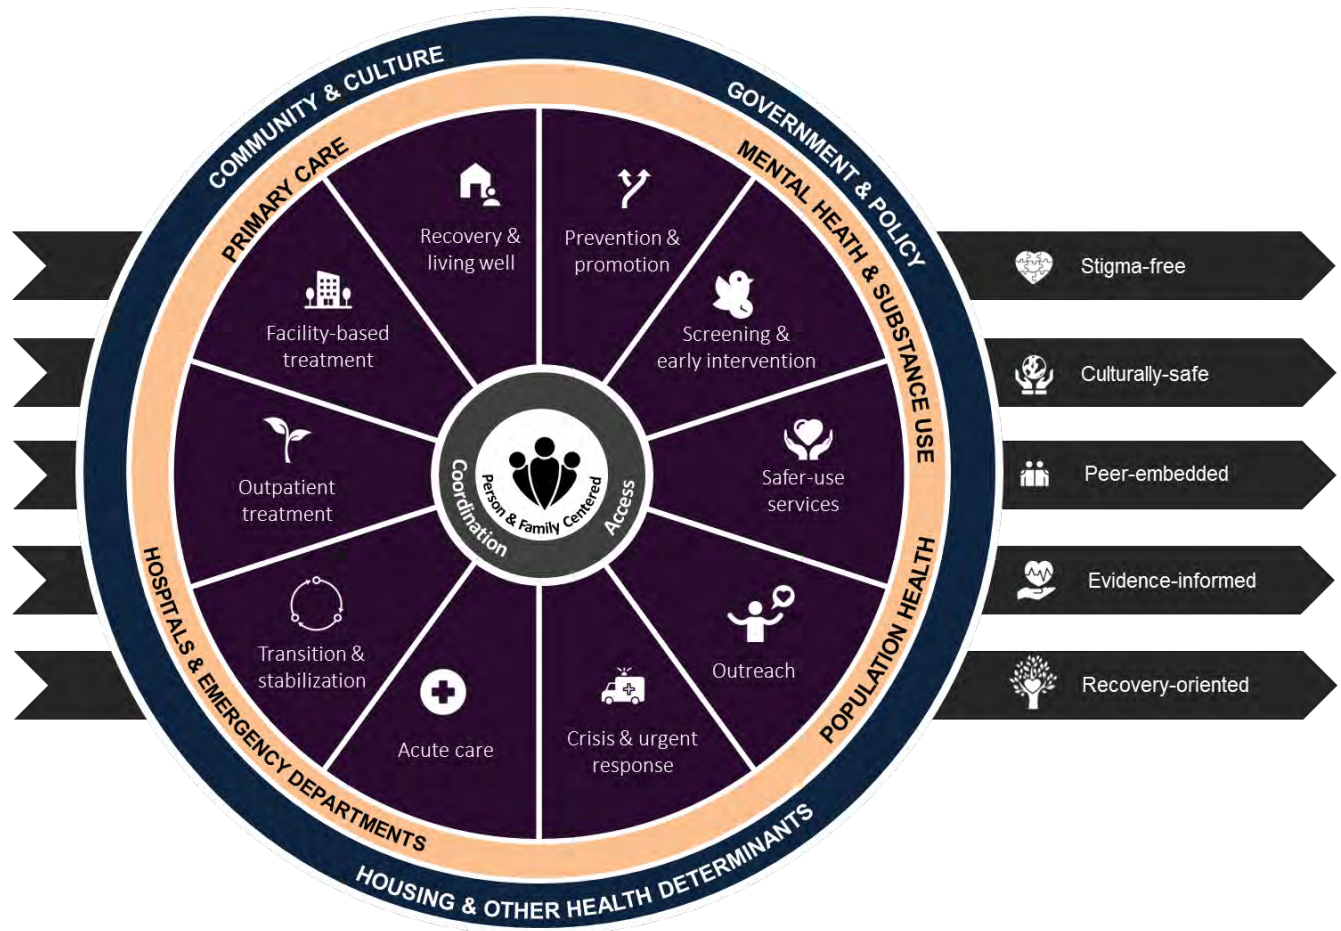 COMMUNITY & CULTURE
GOVERNMENT & POLICY
HOUSING & OTHER HEALTH DETERMINANTS
PRIMARY CARE
MENTAL HEATH & SUBSTANCE USE
POPULATION HEALTH
HOSPITALS & EMERGENCY DEPARTMENTS
Prevention &
promotion
Screening &
early intervention
Safer-use
services
Outreach
Crisis & urgent
response
Acute care
Transition &
stabilization
Outpatient
treatment
Facility-based
treatment
Recovery &
living well
Coordination
Access
Person & Family Centered
Stigma-free
Culturally-safe
Peer-embedded
Evidence-informed
Recovery-oriented